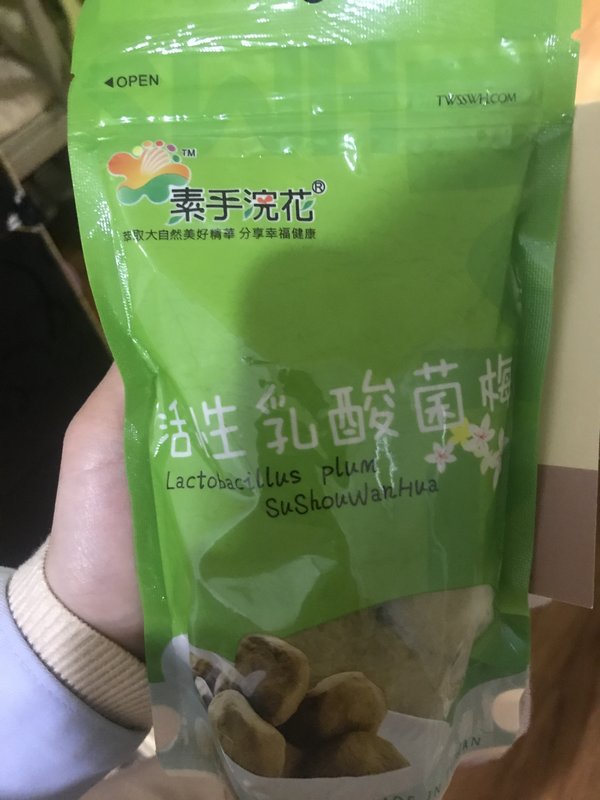 ◀OPEN
TWSSWH.COM
TM
素手浣花®
萃取大自然美好精華 分享幸福健康
活性乳酸菌梅
Lactobacillus plum
SuShouWanHua